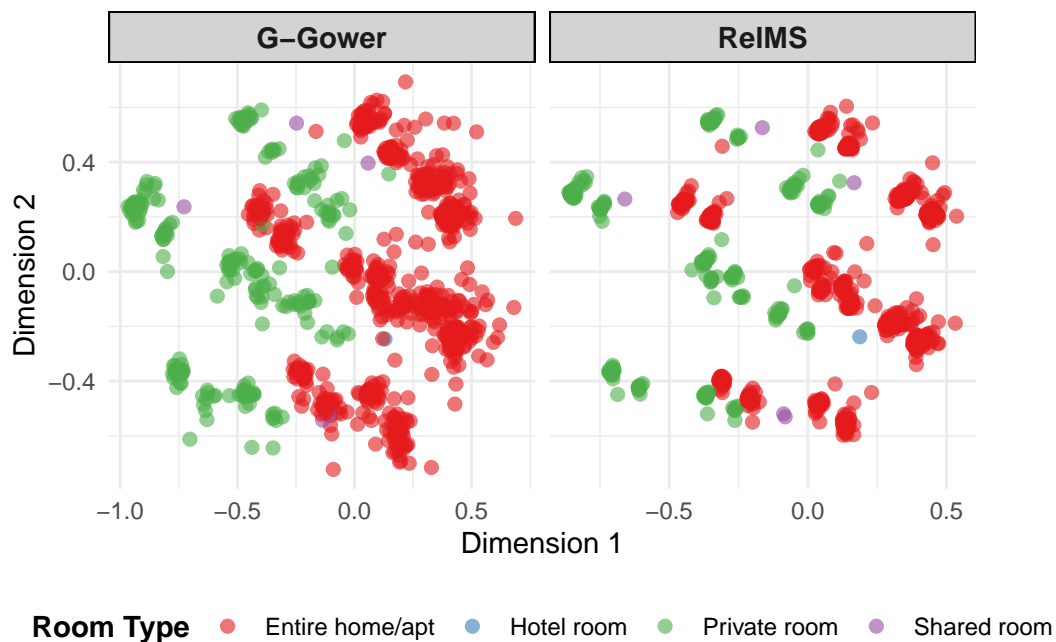 G−Gower RelMS
0.4
0.0
−0.4
Dimension 2
−1.0 −0.5 0.0 0.5 −0.5 0.0 0.5
Dimension 1
Room Type Entire home/apt Hotel room Private room Shared room